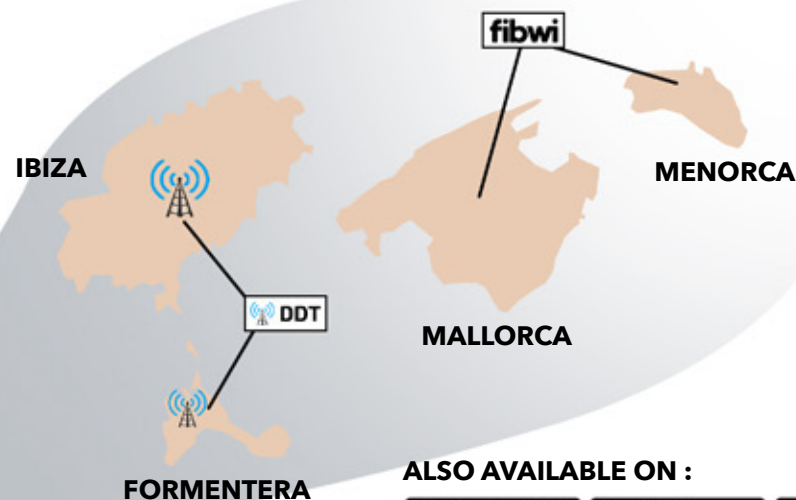 fibwi
IBIZA
MENORCA
DDT
MALLORCA
ALSO AVAILABLE ON :
FORMENTERA